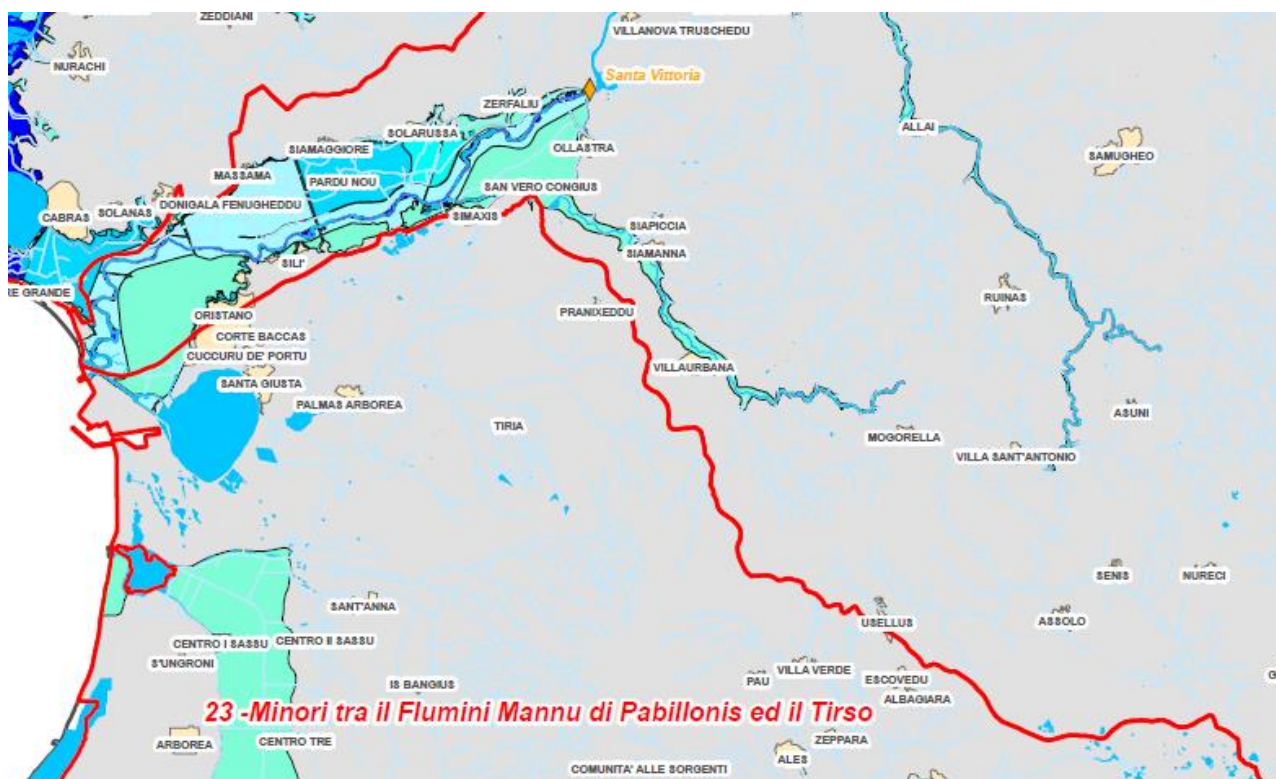 ZEDDIANI
VILLANOVA TRUSCHEDU
NURACHI
Santa Vittoria
ZERFALIU
SOLARUSSA
ALLAI
SIAMAGGIORE
OLLASTRA
SAMUGHEO
MASSAMA
PARDU NOU
SAN VERO CONGIUS
DONIGALA FENUGHEDDU
CABRAS
SOLANAS
SIMAXIS
SIAPICCIA
SIAMANNA
SILI'
RE GRANDE
RUINAS
PRANIXEDDU
ORISTANO
CORTE BACCAS
CUCCURU DE' PORTU
VILLAURBANA
SANTA GIUSTA
PALMAS ARBOREA
ASUNI
TIRIA
MOGORELLA
VILLA SANT'ANTONIO
SENIS
NURECI
SANT'ANNA
ASSOLO
USELLUS
CENTRO I SASSU
CENTRO II SASSU
S'UNGRONI
VILLA VERDE
PAU
ESCOVEDU
IS BANGIUS
ALBAGIARA
G
23 -Minori tra il Flumini Mannu di Pabillonis ed il Tirso
ARBOREA
CENTRO TRE
ZEPPARA
ALES
COMUNITA' ALLE SORGENTI